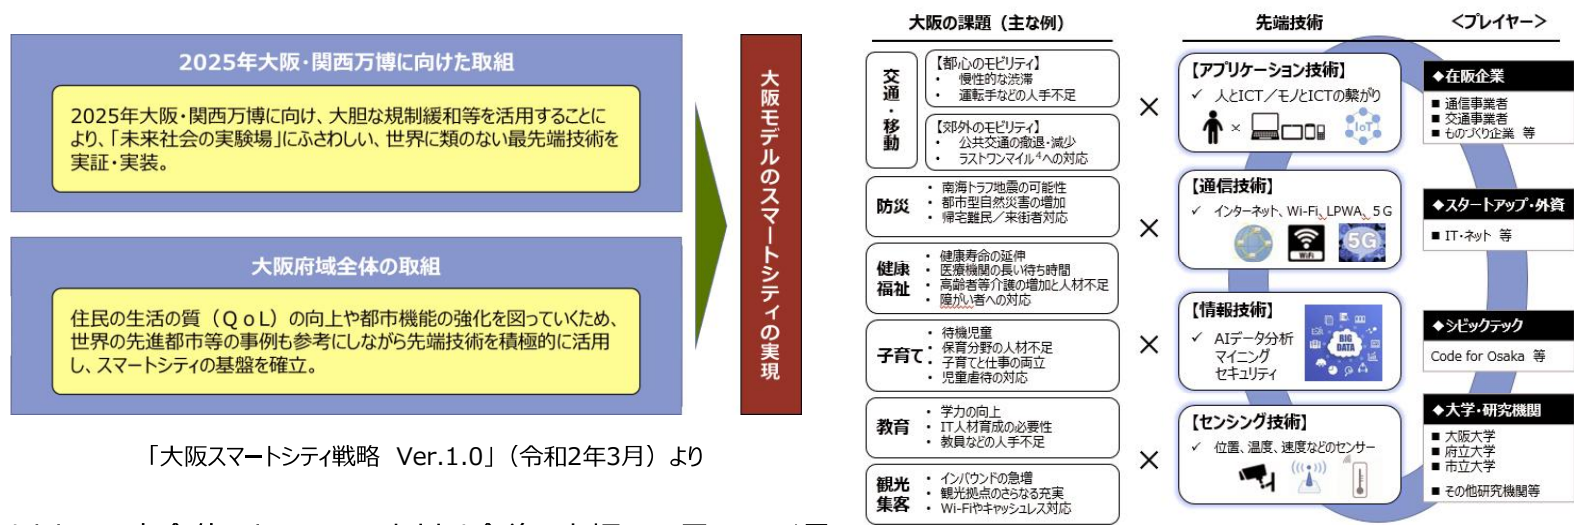 2025年大阪・関西万博に向けた取組
2025年大阪・関西万博に向け、大胆な規制緩和等を活用することに
より、「未来社会の実験場」にふさわしい、世界に類のない最先端技術を
実証・実装。
大阪府域全体の取組
住民の生活の質（ＱｏＬ）の向上や都市機能の強化を図っていくため、
世界の先進都市等の事例も参考にしながら先端技術を積極的に活用
し、スマートシティの基盤を確立。
大阪モデルのスマートシティの実現
「大阪スマートシティ戦略 Ver.1.0」（令和2年3月）より
大阪の課題（主な例）
交通・移動
【都心のモビリティ】
・ 慢性的な渋滞
・ 運転手などの人手不足
【郊外のモビリティ】
・ 公共交通の撤退・減少
・ ラストワンマイル4への対応
防災
・ 南海トラフ地震の可能性
・ 都市型自然災害の増加
・ 帰宅難民／来街者対応
健康
福祉
・ 健康寿命の延伸
・ 医療機関の長い待ち時間
・ 高齢者等介護の増加と人材不足
・ 障がい者への対応
子育て
・ 待機児童
・ 保育分野の人材不足
・ 子育てと仕事の両立
・ 児童虐待の対応
教育
・ 学力の向上
・ IT人材育成の必要性
・ 教員などの人手不足
観光
集客
・ インバウンドの急増
・ 観光拠点のさらなる充実
・ Wi-Fiやキャッシュレス対応
×
×
×
×
×
先端技術
【アプリケーション技術】
✓ 人とICT／モノとICTの繋がり
×
IoT
【通信技術】
✓ インターネット、Wi-Fi、LPWA、５G
WiFi
5G
【情報技術】
✓ AIデータ分析
マイニング
セキュリティ
BIG
DATA
【センシング技術】
✓ 位置、温度、速度などのセンサー
＜プレイヤー＞
◆在阪企業
■ 通信事業者
■ 交通事業者
■ ものづくり企業 等
◆スタートアップ・外資
■ IT・ネット 等
◆シビックテック
Code for Osaka 等
◆大学・研究機関
■ 大阪大学
■ 府立大学
■ 市立大学
■ その他研究機関等